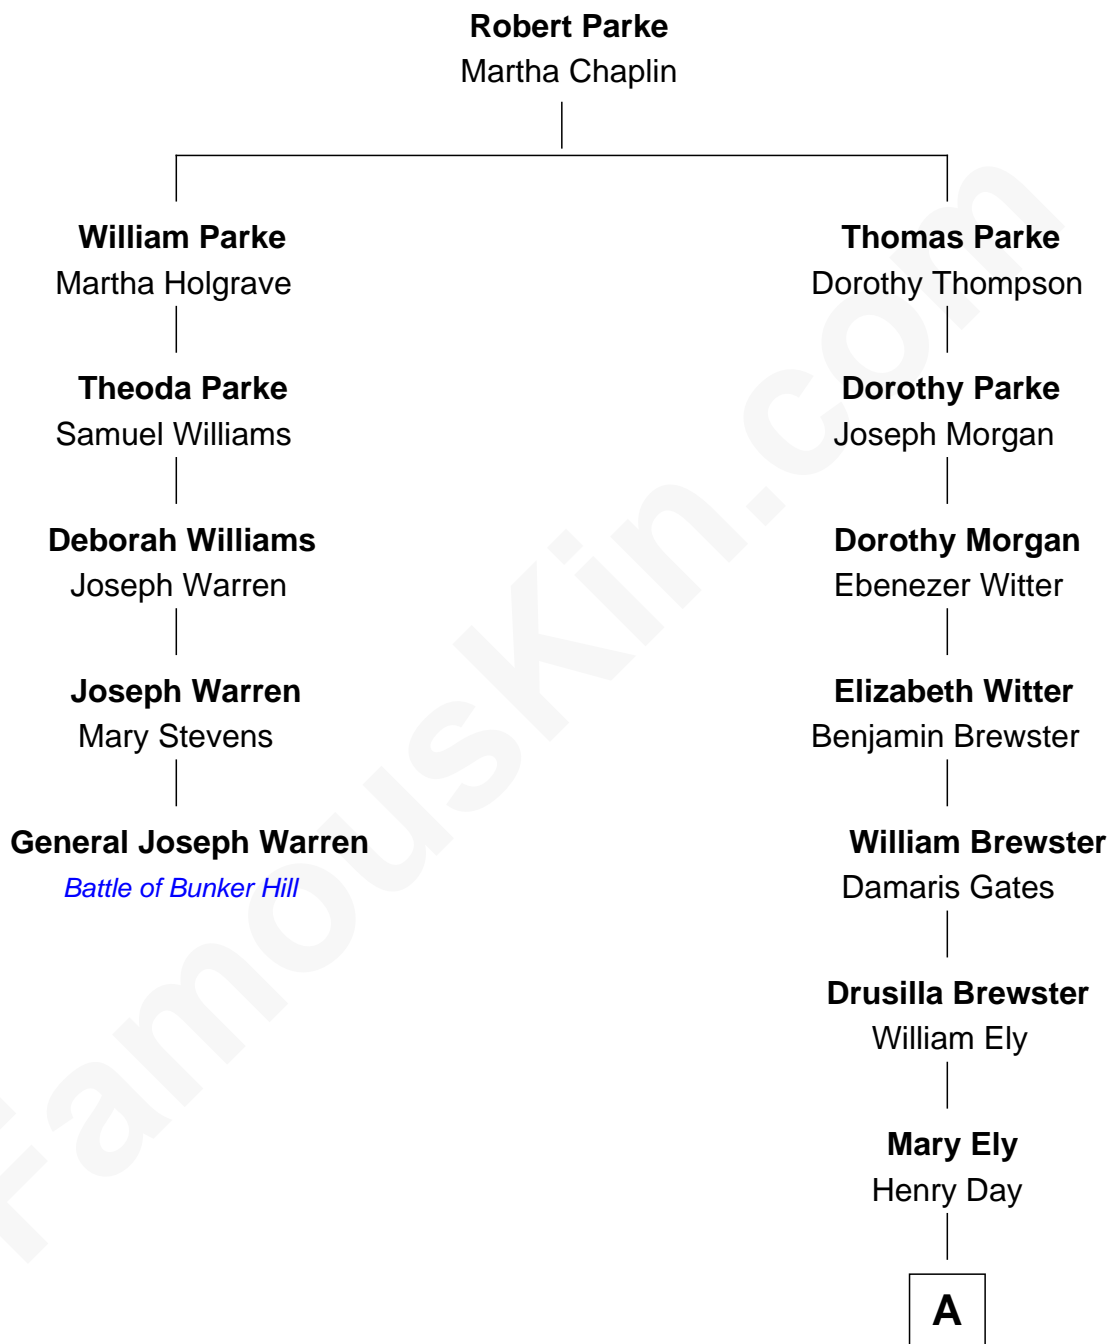 Robert Parke
Martha Chaplin
William Parke
Martha Holgrave
Thomas Parke
Dorothy Thompson
Theoda Parke
Samuel Williams
Dorothy Parke
Joseph Morgan
Deborah Williams
Joseph Warren
Dorothy Morgan
Ebenezer Witter
Joseph Warren
Mary Stevens
Elizabeth Witter
Benjamin Brewster
General Joseph Warren
Battle of Bunker Hill
William Brewster
Damaris Gates
Drusilla Brewster
William Ely
Mary Ely
Henry Day
A
FamousKin.com